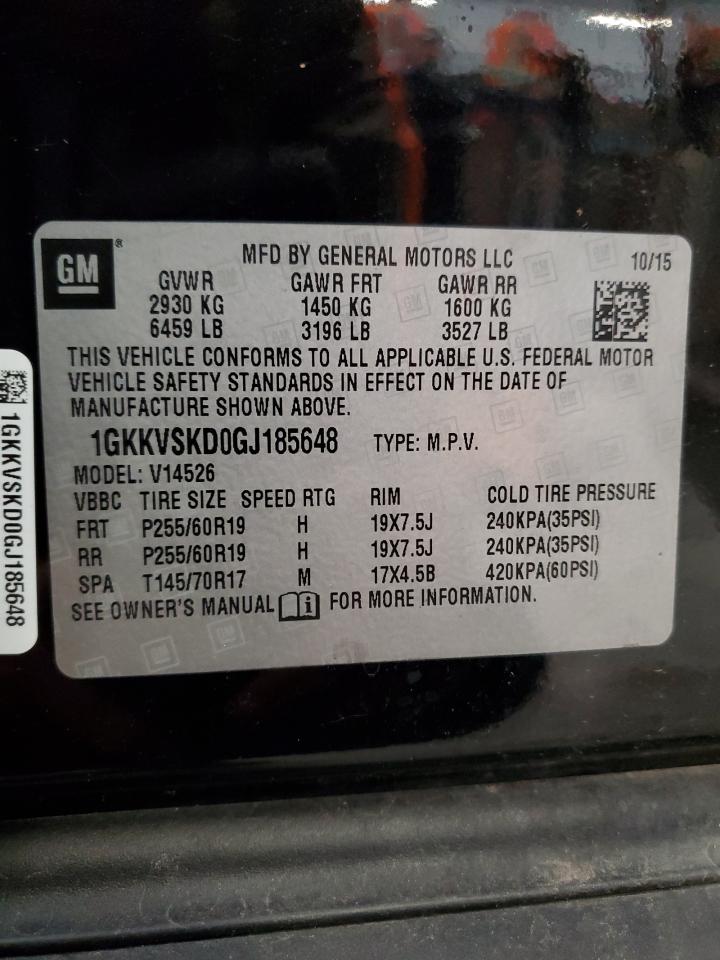 GM®
MFD BY GENERAL MOTORS LLC 10/15
GVWR GAWR FRT GAWR RR
2930 KG 1450 KG 1600 KG
6459 LB 3196 LB 3527 LB
THIS VEHICLE CONFORMS TO ALL APPLICABLE U.S. FEDERAL MOTOR
VEHICLE SAFETY STANDARDS IN EFFECT ON THE DATE OF
MANUFACTURE SHOWN ABOVE.
1GKKVSKD0GJ185648 TYPE: M.P.V.
MODEL: V14526
VBBC TIRE SIZE SPEED RTG RIM COLD TIRE PRESSURE
FRT P255/60R19 H 19X7.5J 240KPA(35PSI)
RR P255/60R19 H 19X7.5J 240KPA(35PSI)
SPA T145/70R17 M 17X4.5B 420KPA(60PSI)
SEE OWNER'S MANUAL i FOR MORE INFORMATION.
1GKKVSKD0GJ185648